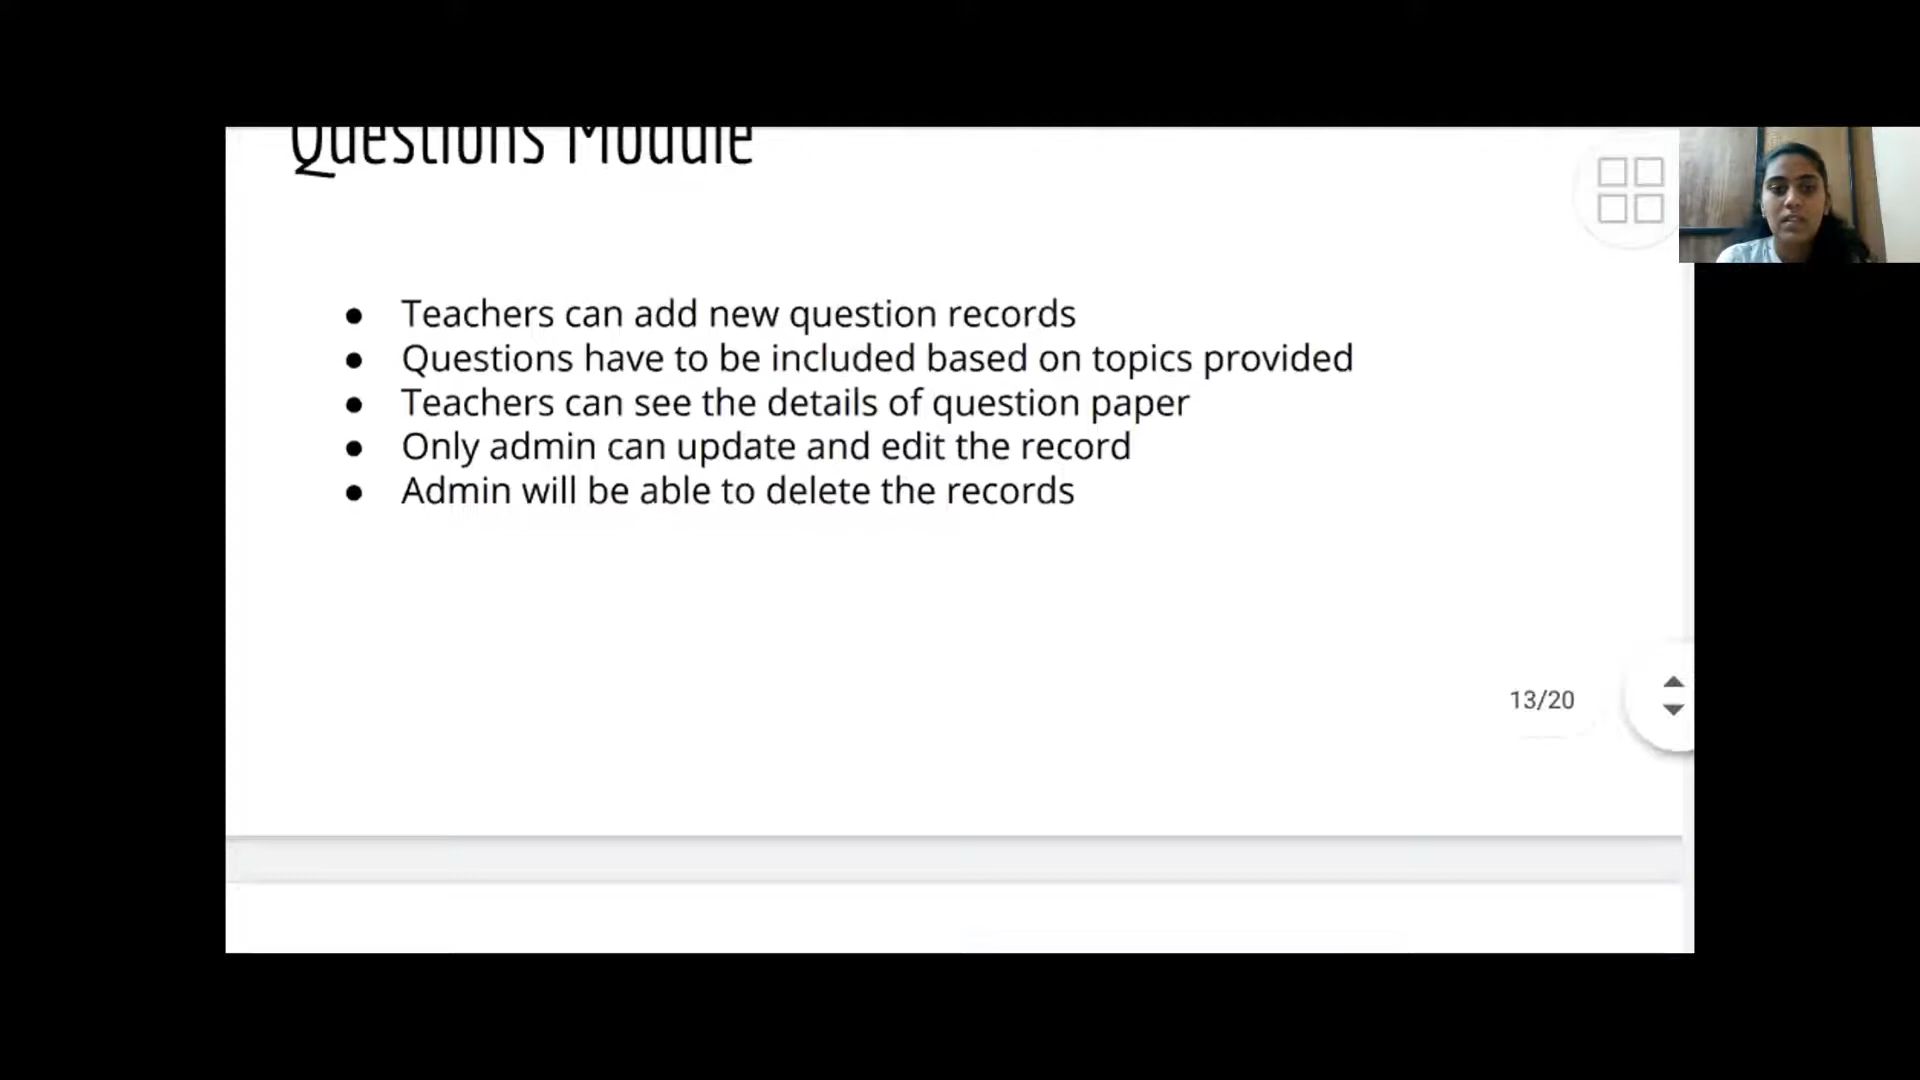 Questions Module
● Teachers can add new question records
● Questions have to be included based on topics provided
● Teachers can see the details of question paper
● Only admin can update and edit the record
● Admin will be able to delete the records
13/20